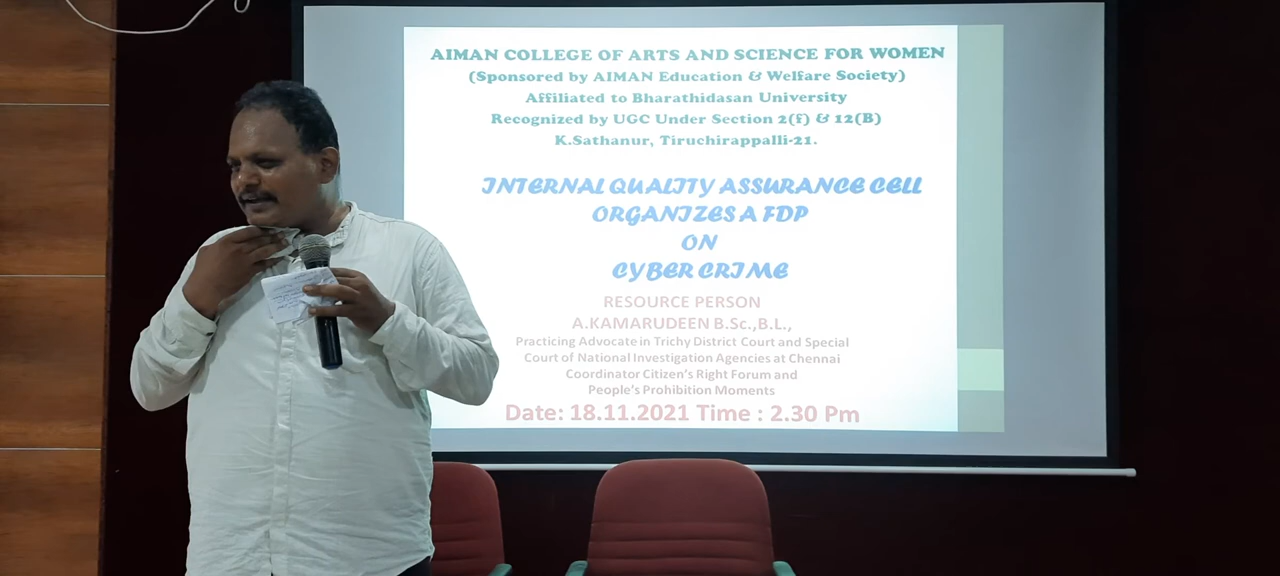 AIMAN COLLEGE OF ARTS AND SCIENCE FOR WOMEN
(Sponsored by AIMAN Education & Welfare Society)
Affiliated to Bharathidasan University
Recognized by UGC Under Section 2(f) & 12(B)
K.Sathanur, Tiruchirappalli-21.
INTERNAL QUALITY ASSURANCE CELL
ORGANIZES A FDP
ON
CYBER CRIME
RESOURCE PERSON
A.KAMARUDEEN B.Sc.,B.L.,
Practicing Advocate in Trichy District Court and Special
Court of National Investigation Agencies at Chennai
Coordinator Citizen's Right Forum and
People's Prohibition Moments
Date: 18.11.2021 Time : 2.30 Pm